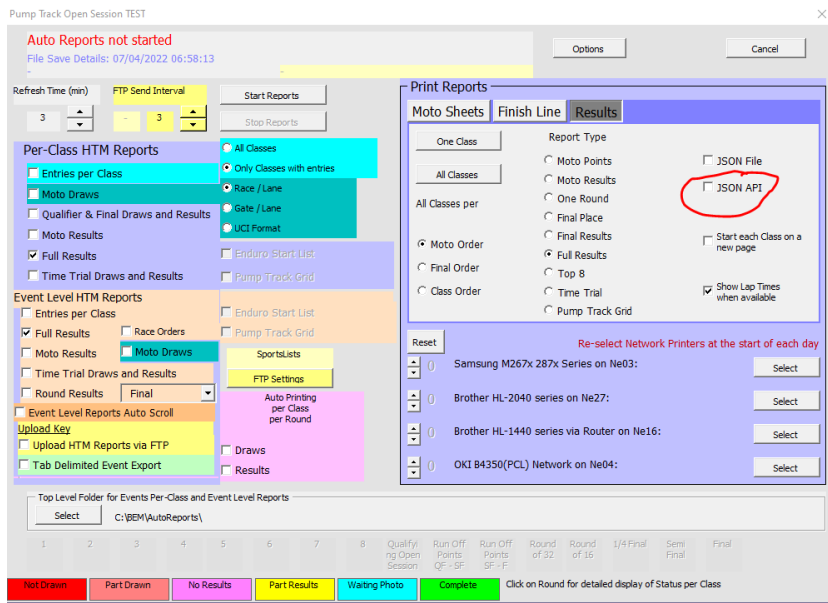 Pump Track Open Session TEST
Auto Reports not started
File Save Details: 07/04/2022 06:58:13
-
-
Options
Cancel
Refresh Time (min)
FTP Send Interval
3
-
3
Start Reports
Stop Reports
Per-Class HTM Reports
Entries per Class
Moto Draws
Qualifier & Final Draws and Results
Moto Results
Full Results
Time Trial Draws and Results
All Classes
Only Classes with entries
Race / Lane
Gate / Lane
UCI Format
Enduro Start List
Pump Track Grid
Event Level HTM Reports
Entries per Class
Full Results
Race Orders
Moto Results
Moto Draws
Time Trial Draws and Results
Round Results
Final
Event Level Reports Auto Scroll
Upload Key
Upload HTM Reports via FTP
Tab Delimited Event Export
Enduro Start List
Pump Track Grid
SportsLists
FTP Settings
Auto Printing
per Class
per Round
Draws
Results
Print Reports
Moto Sheets
Finish Line
Results
One Class
All Classes
All Classes per
Moto Order
Final Order
Class Order
Report Type
Moto Points
Moto Results
One Round
Final Place
Final Results
Full Results
Top 8
Time Trial
Pump Track Grid
JSON File
JSON API
Start each Class on a
new page
Show Lap Times
when available
Reset
Re-select Network Printers at the start of each day
0 Samsung M267x 287x Series on Ne03: Select
0 Brother HL-2040 series on Ne27: Select
0 Brother HL-1440 series via Router on Ne16: Select
0 OKI B4350(PCL) Network on Ne04: Select
Top Level Folder for Events Per-Class and Event Level Reports
Select
C:\BEM\AutoReports\
1 2 3 4 5 6 7 8
Qualifyi
ng Open
Session
Run Off
Points
QF - SF
Run Off
Points
SF - F
Round
of 32
Round
of 16
1/4 Final
Semi
Final
Final
Not Drawn
Part Drawn
No Results
Part Results
Waiting Photo
Complete
Click on Round for detailed display of Status per Class